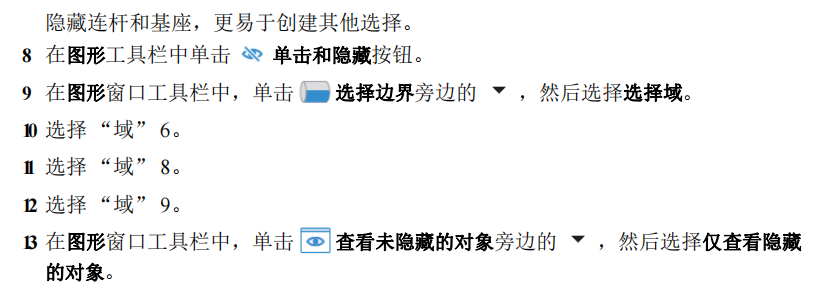 隐藏连杆和基座，更易于创建其他选择。
8 在图形工具栏中单击 单击和隐藏按钮。
9 在图形窗口工具栏中，单击 选择边界旁边的 ，然后选择选择域。
10 选择 “域” 6。
11 选择 “域” 8。
12 选择 “域” 9。
13 在图形窗口工具栏中，单击 查看未隐藏的对象旁边的 ，然后选择仅查看隐藏
的对象。